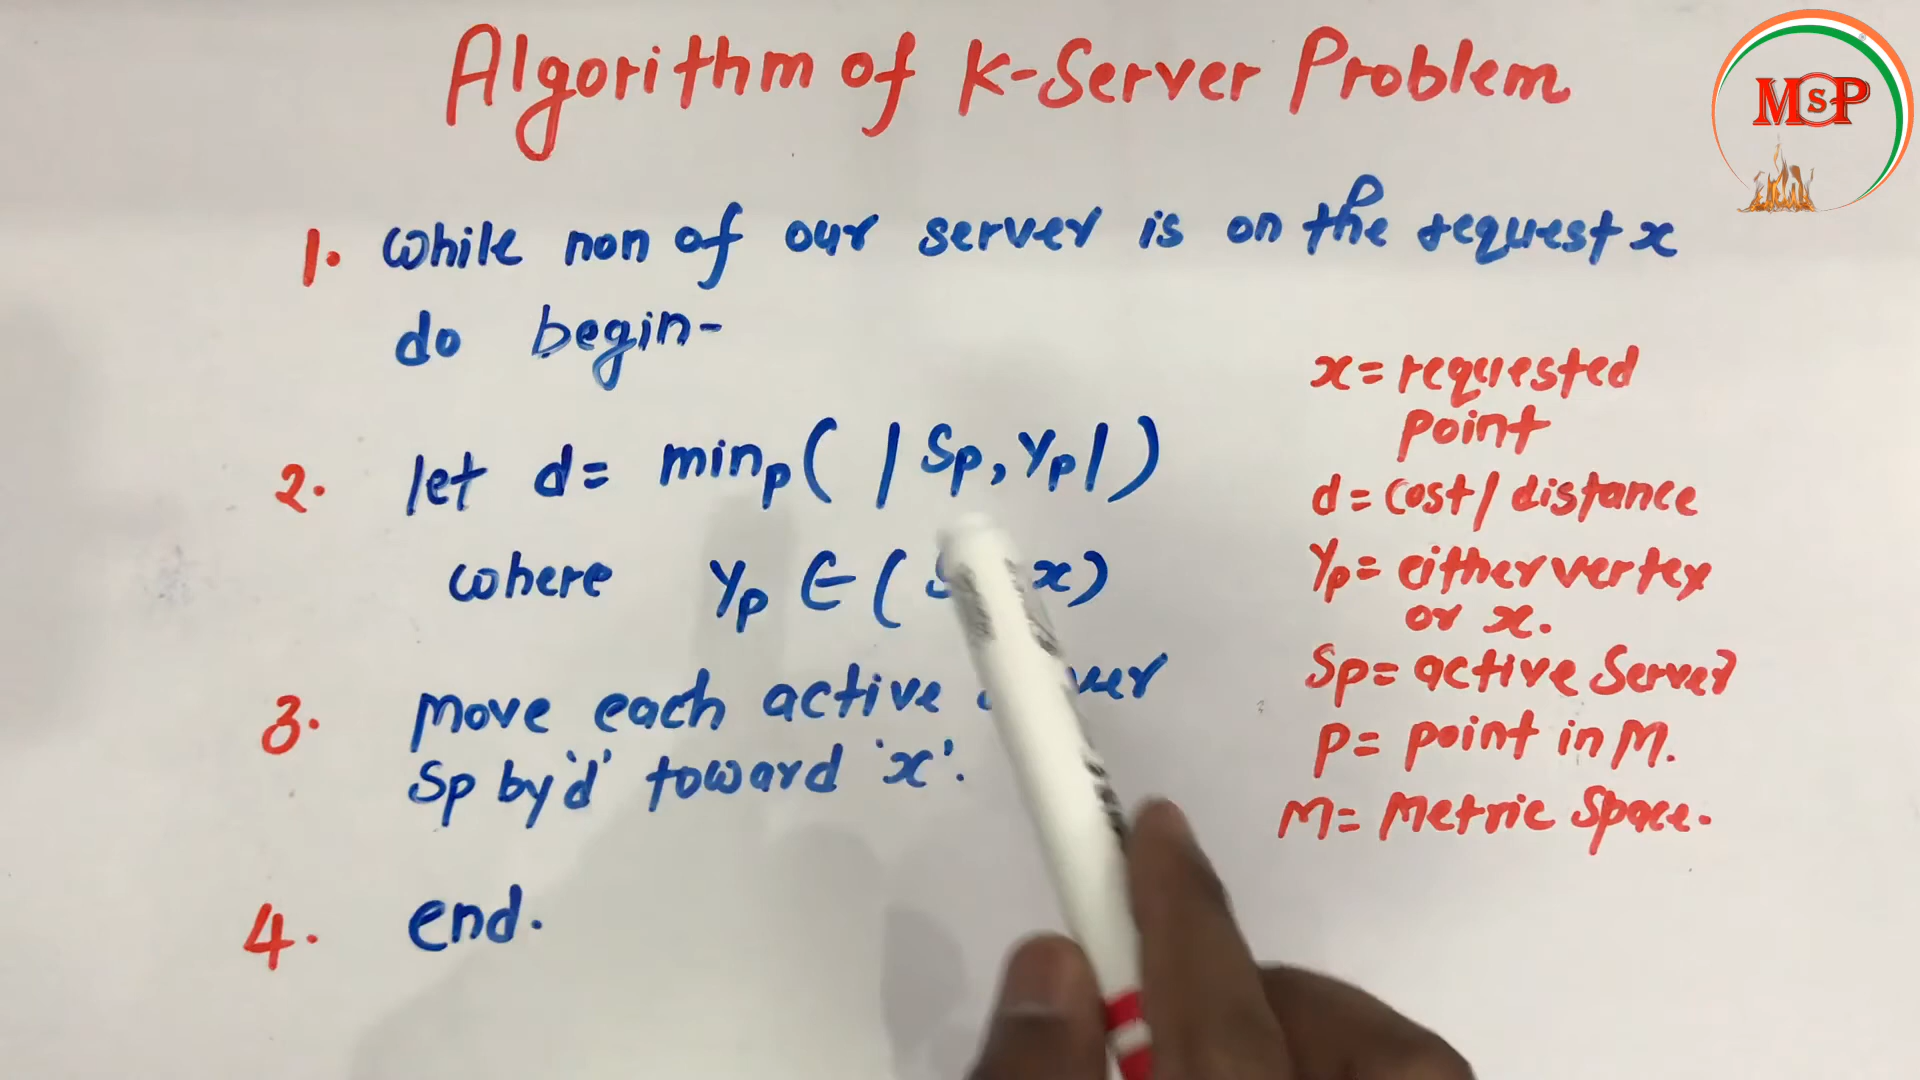 Algorithm of K-Server Problem
MSP
1. While non of our server is on the request x
do begin-
2. let d= minp( |Sp, Yp| )
where Yp ∈ ( x)
3. Move each active
Sp by 'd' toward 'x'.
4. end.
x= requested
point
d= cost/distance
Yp= either vertex
or x.
Sp= active Server
P= point in M.
M= Metric Space.